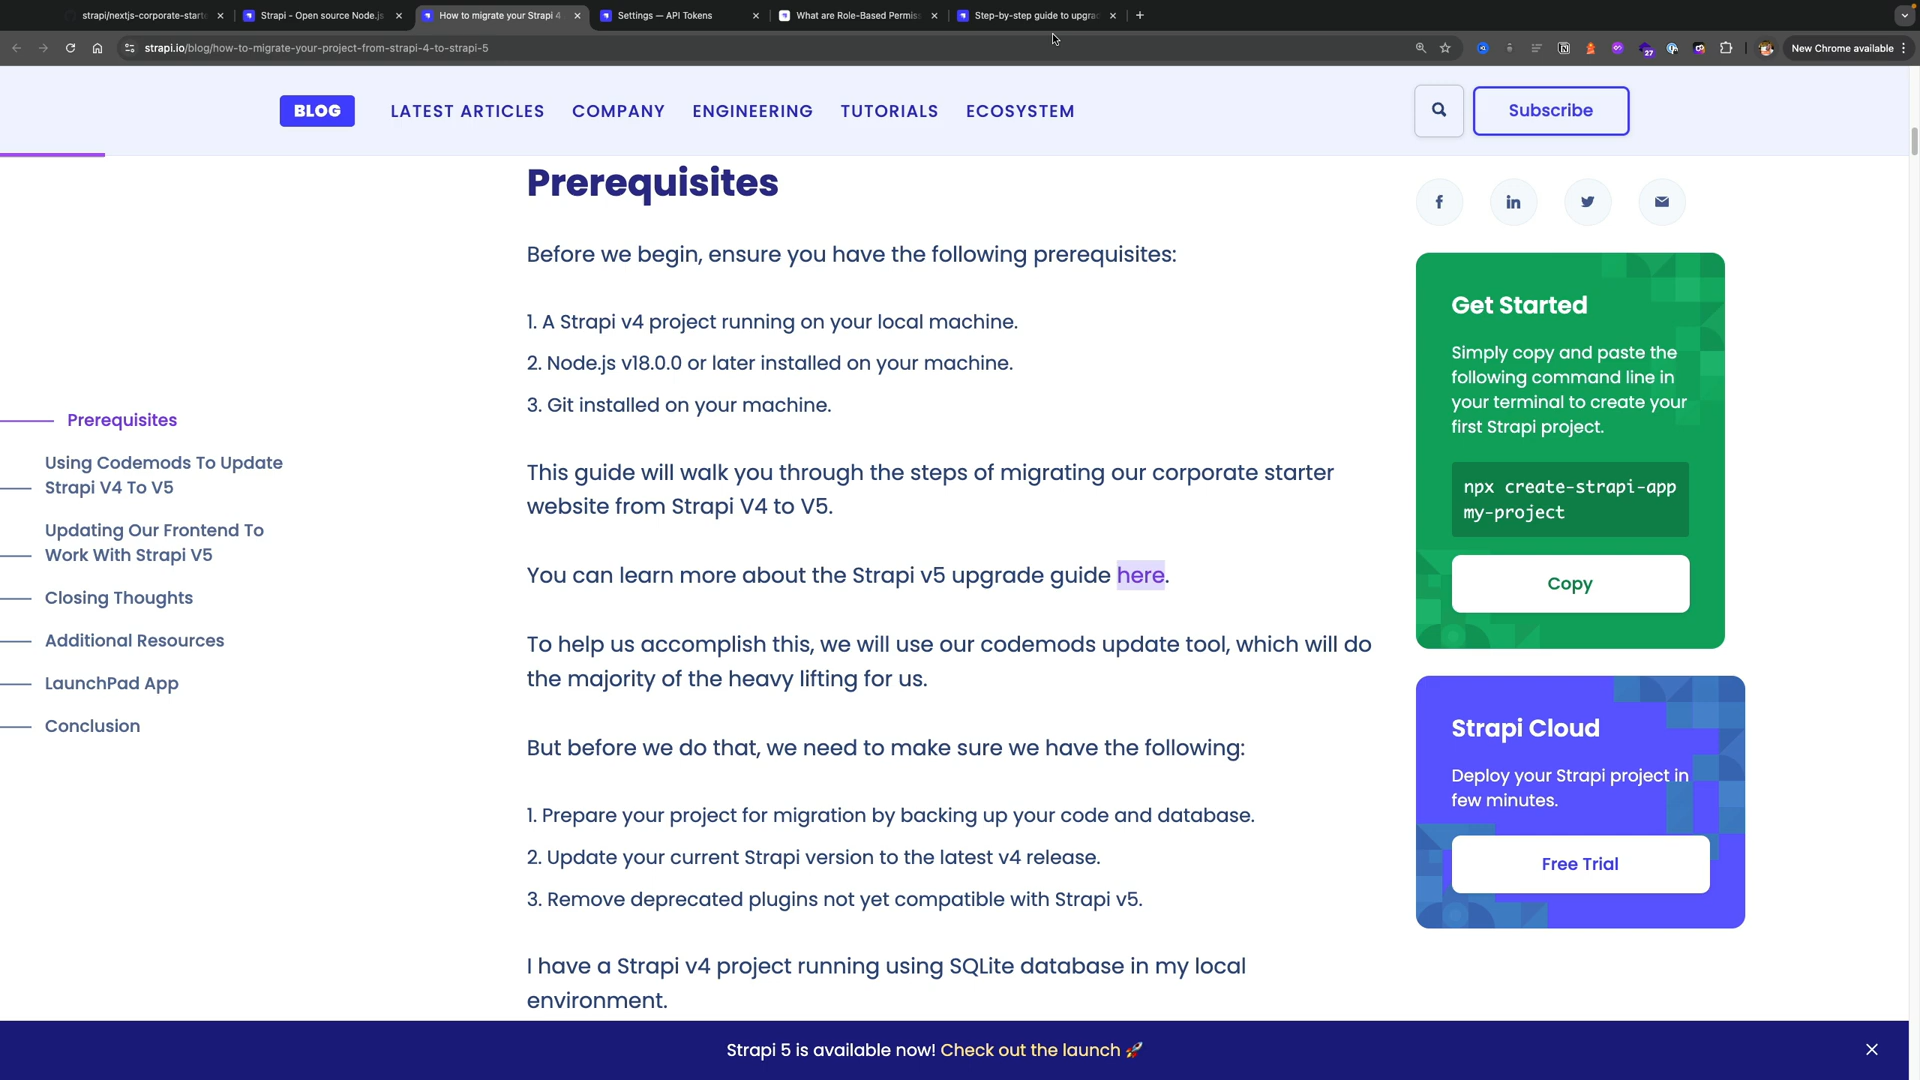 strapi/nextjs-corporate-starte
Strapi - Open source Node.js
How to migrate your Strapi 4
Settings — API Tokens
What are Role-Based Permiss
Step-by-step guide to upgrad
strapi.io/blog/how-to-migrate-your-project-from-strapi-4-to-strapi-5
27
New Chrome available
BLOG
LATEST ARTICLES
COMPANY
ENGINEERING
TUTORIALS
ECOSYSTEM
Subscribe
Prerequisites
Using Codemods To Update
Strapi V4 To V5
Updating Our Frontend To
Work With Strapi V5
Closing Thoughts
Additional Resources
LaunchPad App
Conclusion
Prerequisites
Before we begin, ensure you have the following prerequisites:
1. A Strapi v4 project running on your local machine.
2. Node.js v18.0.0 or later installed on your machine.
3. Git installed on your machine.
This guide will walk you through the steps of migrating our corporate starter
website from Strapi V4 to V5.
You can learn more about the Strapi v5 upgrade guide here.
To help us accomplish this, we will use our codemods update tool, which will do
the majority of the heavy lifting for us.
But before we do that, we need to make sure we have the following:
1. Prepare your project for migration by backing up your code and database.
2. Update your current Strapi version to the latest v4 release.
3. Remove deprecated plugins not yet compatible with Strapi v5.
I have a Strapi v4 project running using SQLite database in my local
environment.
Get Started
Simply copy and paste the
following command line in
your terminal to create your
first Strapi project.
npx create-strapi-app
my-project
Copy
Strapi Cloud
Deploy your Strapi project in
few minutes.
Free Trial
Strapi 5 is available now! Check out the launch 🚀